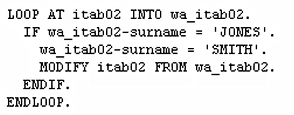 LOOP AT itab02 INTO wa_itab02.
  IF wa_itab02-surname = 'JONES'.
    wa_itab02-surname = 'SMITH'.
    MODIFY itab02 FROM wa_itab02.
  ENDIF.
ENDLOOP.